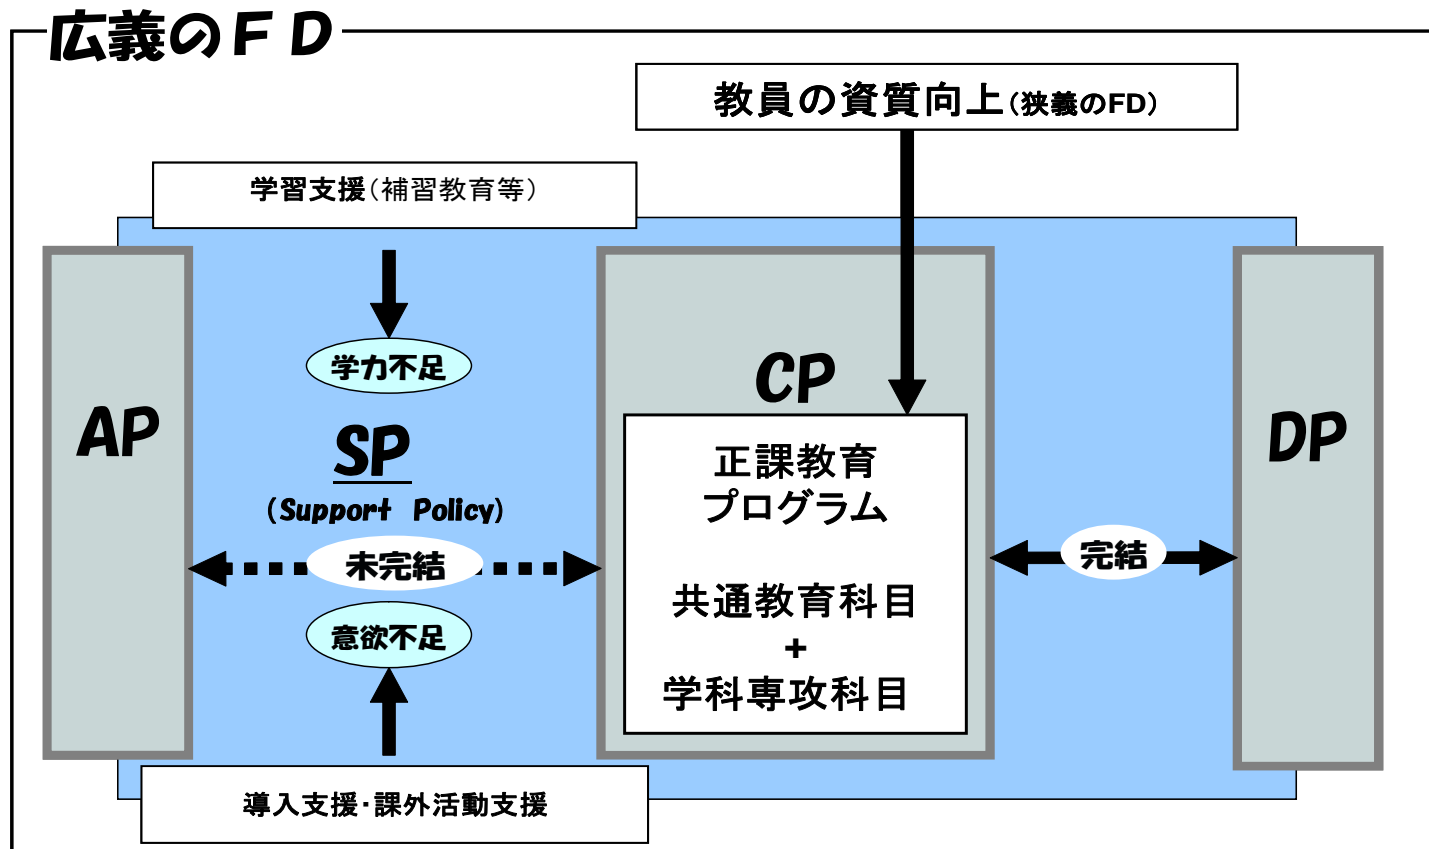 広義のＦＤ
教員の資質向上(狭義のFD)
学習支援(補習教育等)
学力不足
AP
SP
(Support Policy)
未完結
意欲不足
導入支援・課外活動支援
CP
正課教育
プログラム
共通教育科目
+
学科専攻科目
完結
DP